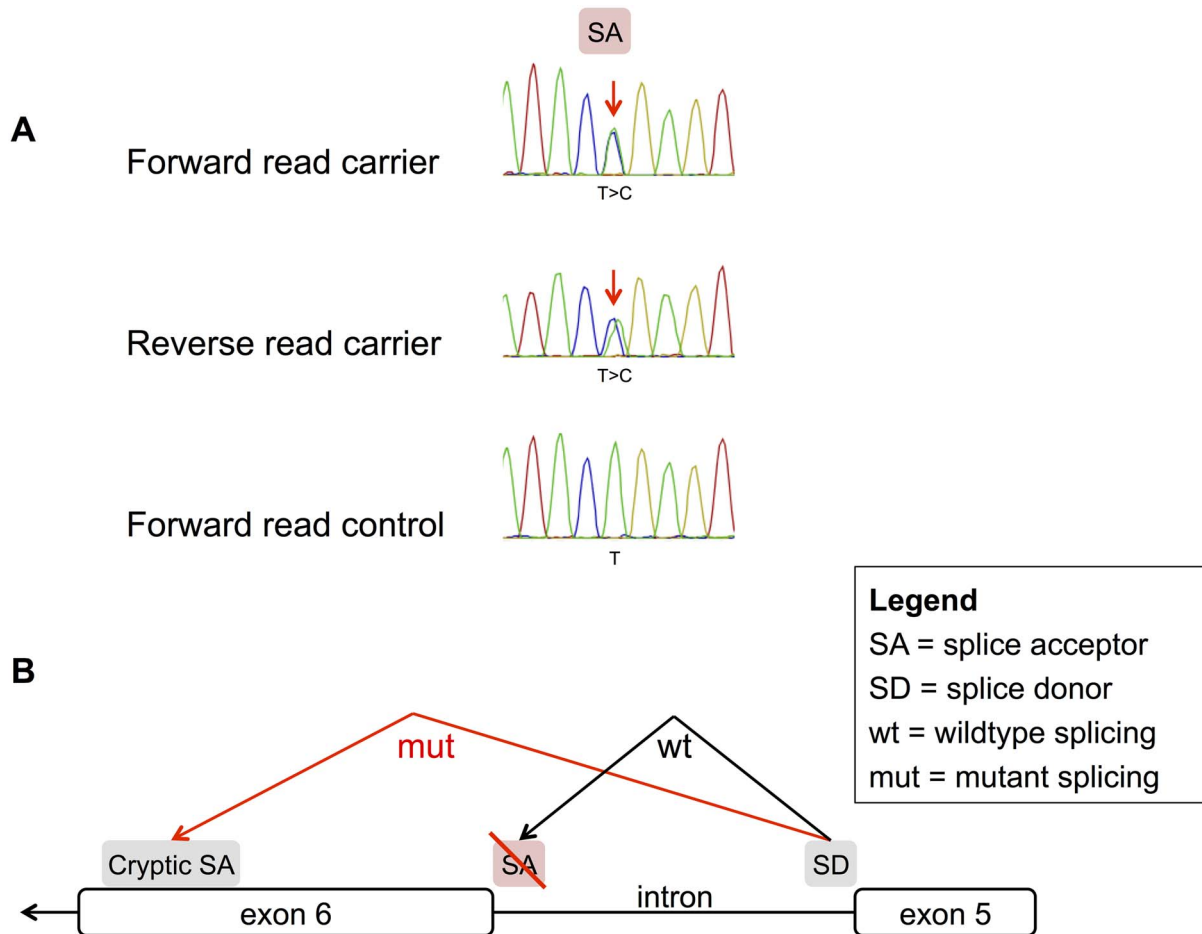 SA
A
Forward read carrier
T>C
Reverse read carrier
T>C
Forward read control
T
Legend
SA = splice acceptor
SD = splice donor
wt = wildtype splicing
mut = mutant splicing
B
mut
wt
Cryptic SA
SA
SD
exon 6
intron
exon 5